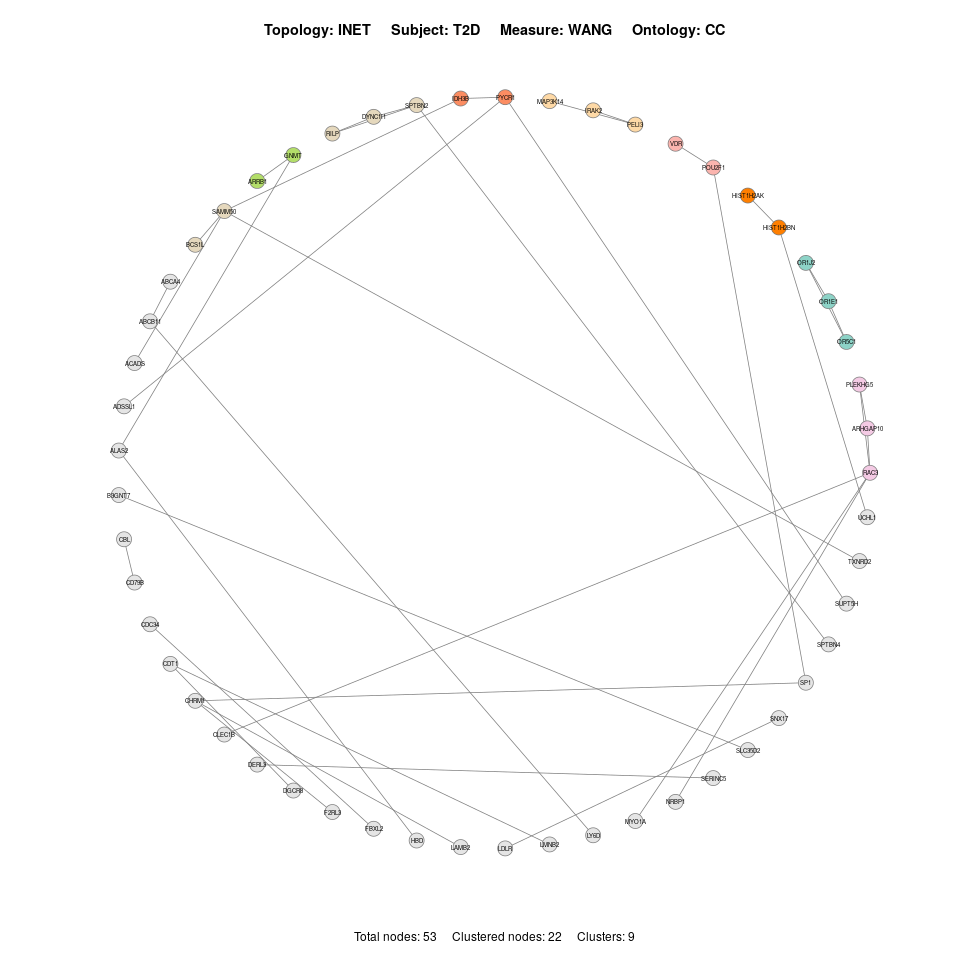 Topology: INET Subject: T2D Measure: WANG Ontology: CC
PYCR1
IDH3B
MAP3K14
SPTBN2
IRAK2
DYNC1I1
PELI3
RILP
VDR
GNMT
POU2F1
ARRB1
HIST1H2AK
SAMM50
HIST1H2BN
BCS1L
OR1J2
ABCA4
OR1E1
ABCB11
OR5C1
ACADS
PLEKHG5
ADSSL1
ARHGAP10
ALAS2
RAC3
B3GNT7
UCHL1
CBL
TXNRD2
CD79B
SUPT5H
CDC34
SPTBN4
CDT1
SP1
CHRM1
SNX17
CLEC1B
SLC35D2
DERL3
SERINC5
DGCR8
NRBP1
F2RL3
MYO1A
FBXL2
LY6D
HBD
LMNB2
LAMB2
LDLR
Total nodes: 53 Clustered nodes: 22 Clusters: 9